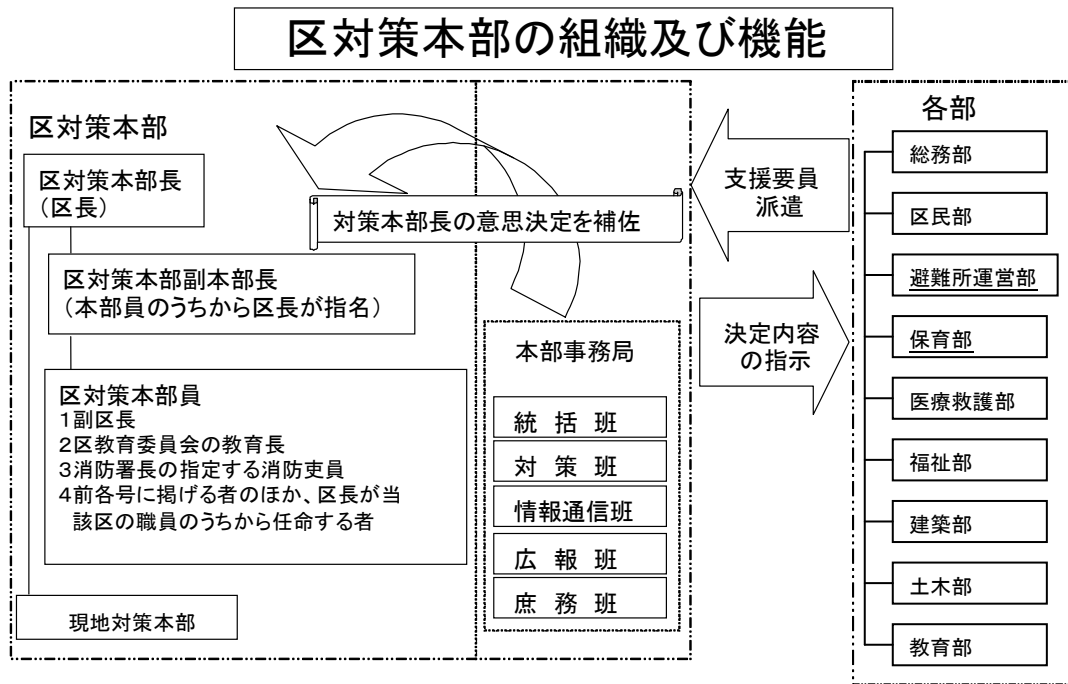 区対策本部の組織及び機能
区対策本部
区対策本部長
（区長）
区対策本部副本部長
（本部員のうちから区長が指名）
区対策本部員
1副区長
2区教育委員会の教育長
3消防署長の指定する消防吏員
4前各号に掲げる者のほか、区長が当
該区の職員のうちから任命する者
現地対策本部
対策本部長の意思決定を補佐
本部事務局
統 括 班
対 策 班
情報通信班
広 報 班
庶 務 班
支援要員
派遣
決定内容
の指示
各部
総務部
区民部
避難所運営部
保育部
医療救護部
福祉部
建築部
土木部
教育部